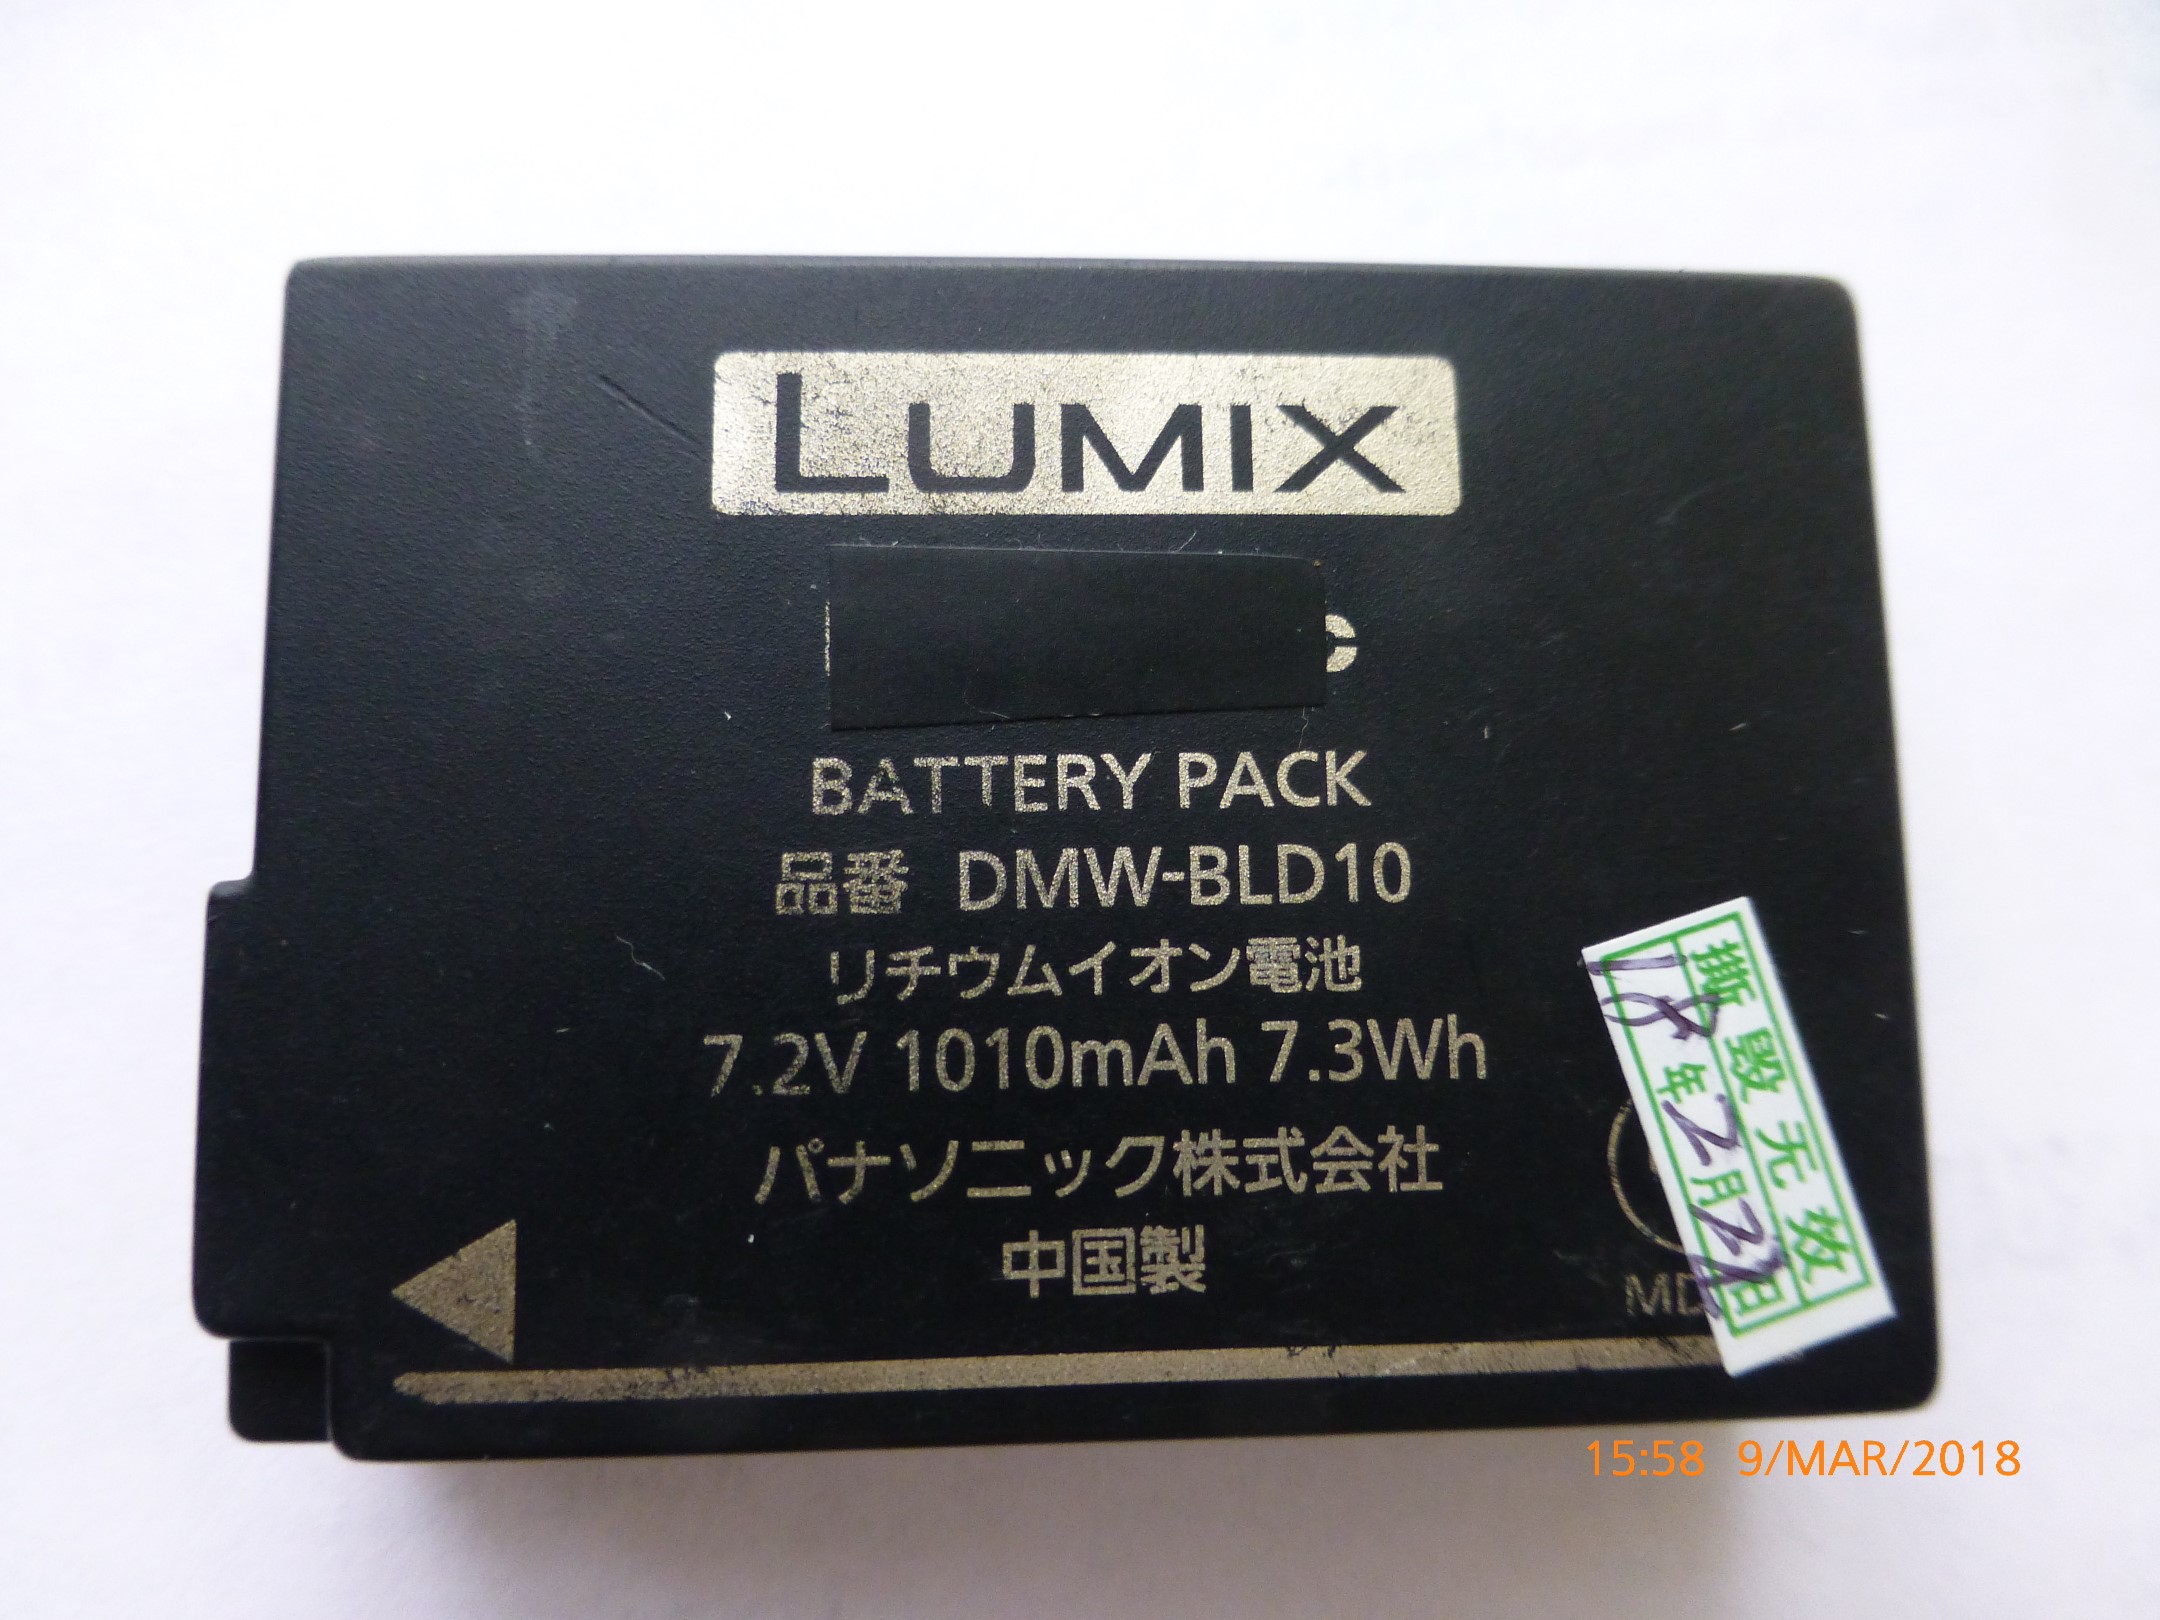 LUMIX
BATTERY PACK
品番 DMW-BLD10
リチウムイオン電池
7.2V 1010mAh 7.3Wh
パナソニック株式会社
中国製
撕毁无效
18年2月22日
15:58 9/MAR/2018